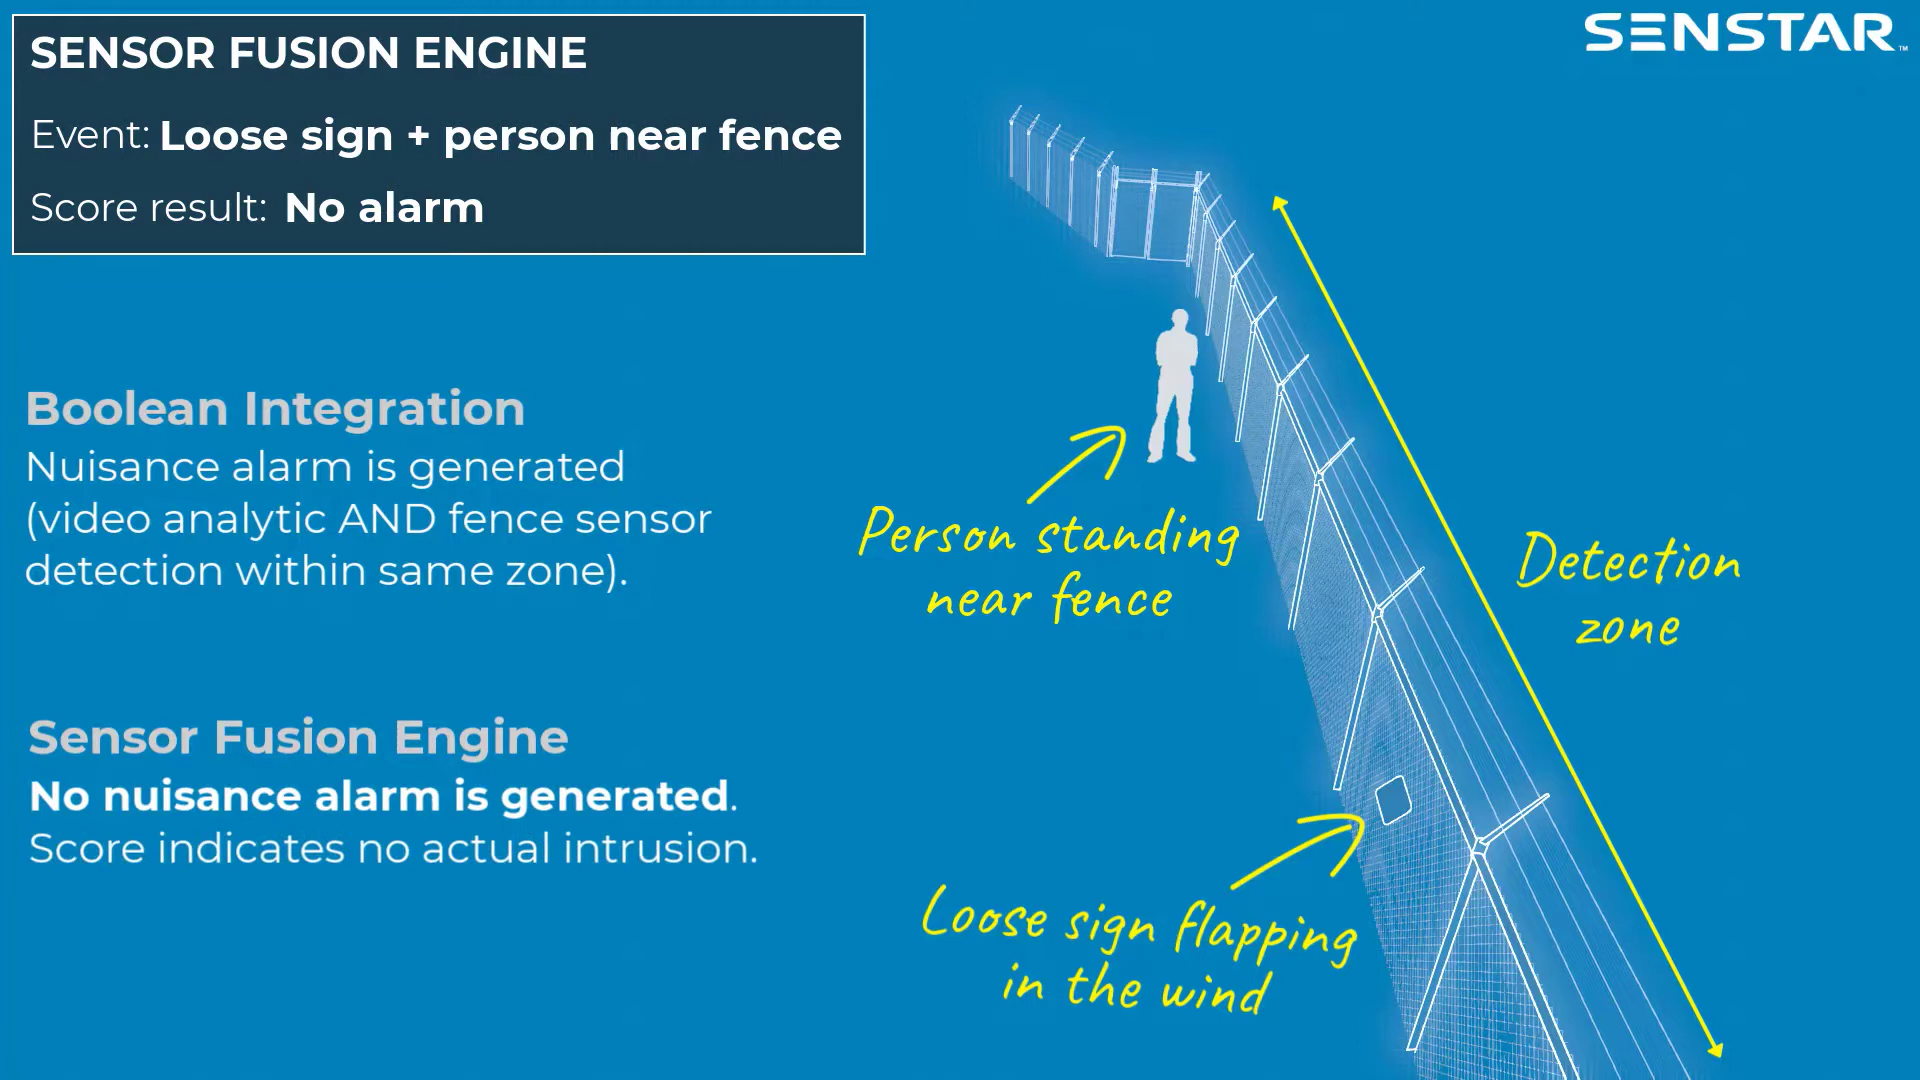 SENSOR FUSION ENGINE
Event: Loose sign + person near fence
Score result: No alarm
SENSTAR™
Boolean Integration
Nuisance alarm is generated
(video analytic AND fence sensor
detection within same zone).
Sensor Fusion Engine
No nuisance alarm is generated.
Score indicates no actual intrusion.
Person standing
near fence
Detection
zone
Loose sign flapping
in the wind